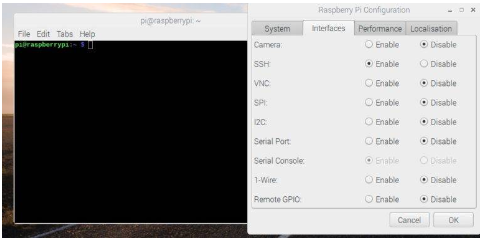 pi@raspberrypi: ~
File Edit Tabs Help
pi@raspberrypi:~ $
Raspberry Pi Configuration
System Interfaces Performance Localisation
Camera: Enable Disable
SSH: Enable Disable
VNC: Enable Disable
SPI: Enable Disable
I2C: Enable Disable
Serial Port: Enable Disable
Serial Console: Enable Disable
1-Wire: Enable Disable
Remote GPIO: Enable Disable
Cancel OK